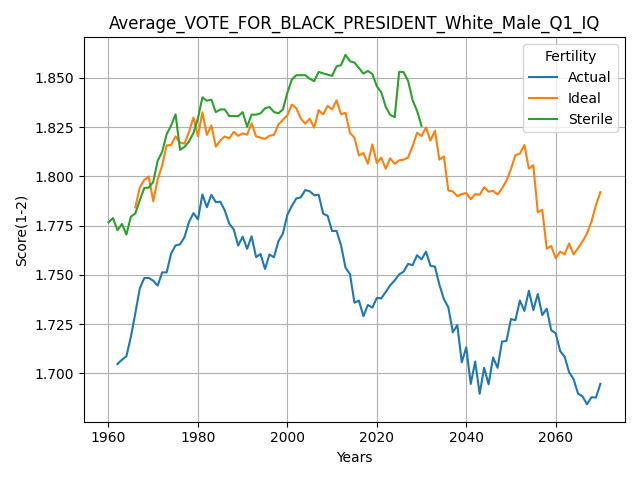 Average_VOTE_FOR_BLACK_PRESIDENT_White_Male_Q1_IQ
Fertility
Actual
Ideal
Sterile
Score(1-2)
1.850
1.825
1.800
1.775
1.750
1.725
1.700
1960
1980
2000
2020
2040
2060
Years